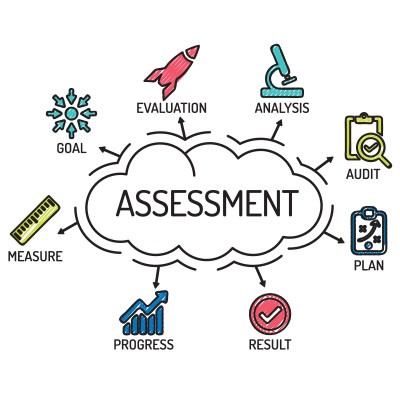 EVALUATION
ANALYSIS
GOAL
AUDIT
ASSESSMENT
MEASURE
PLAN
PROGRESS
RESULT